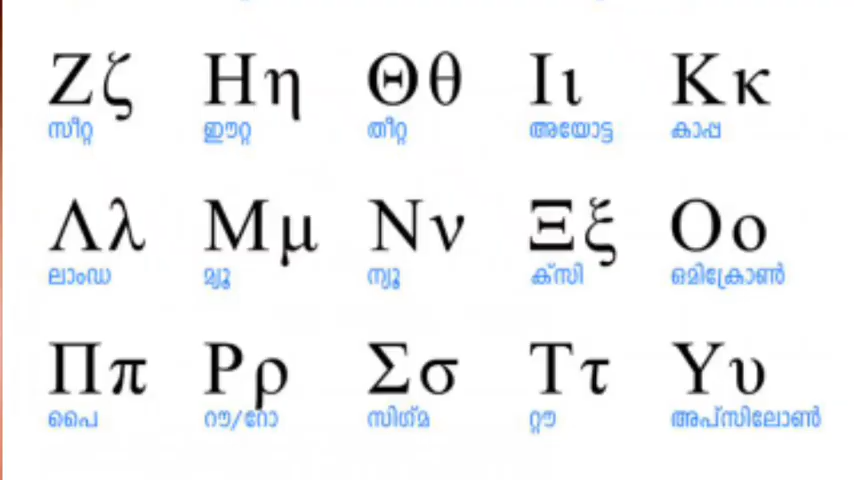 Ζζ Ηη Θθ Ιι Κκ
സീറ്റ ഈറ്റ തീറ്റ അയോട്ട കാപ്പ
Λλ Μμ Νν Ξξ Οο
ലാംഡ മ്യൂ ന്യൂ ക്സി ഒമിക്രോൺ
Ππ Ρρ Σσ Ττ Υυ
പൈ റൗ/റോ സിഗ്മ റ്റൗ അപ്സിലോൺ